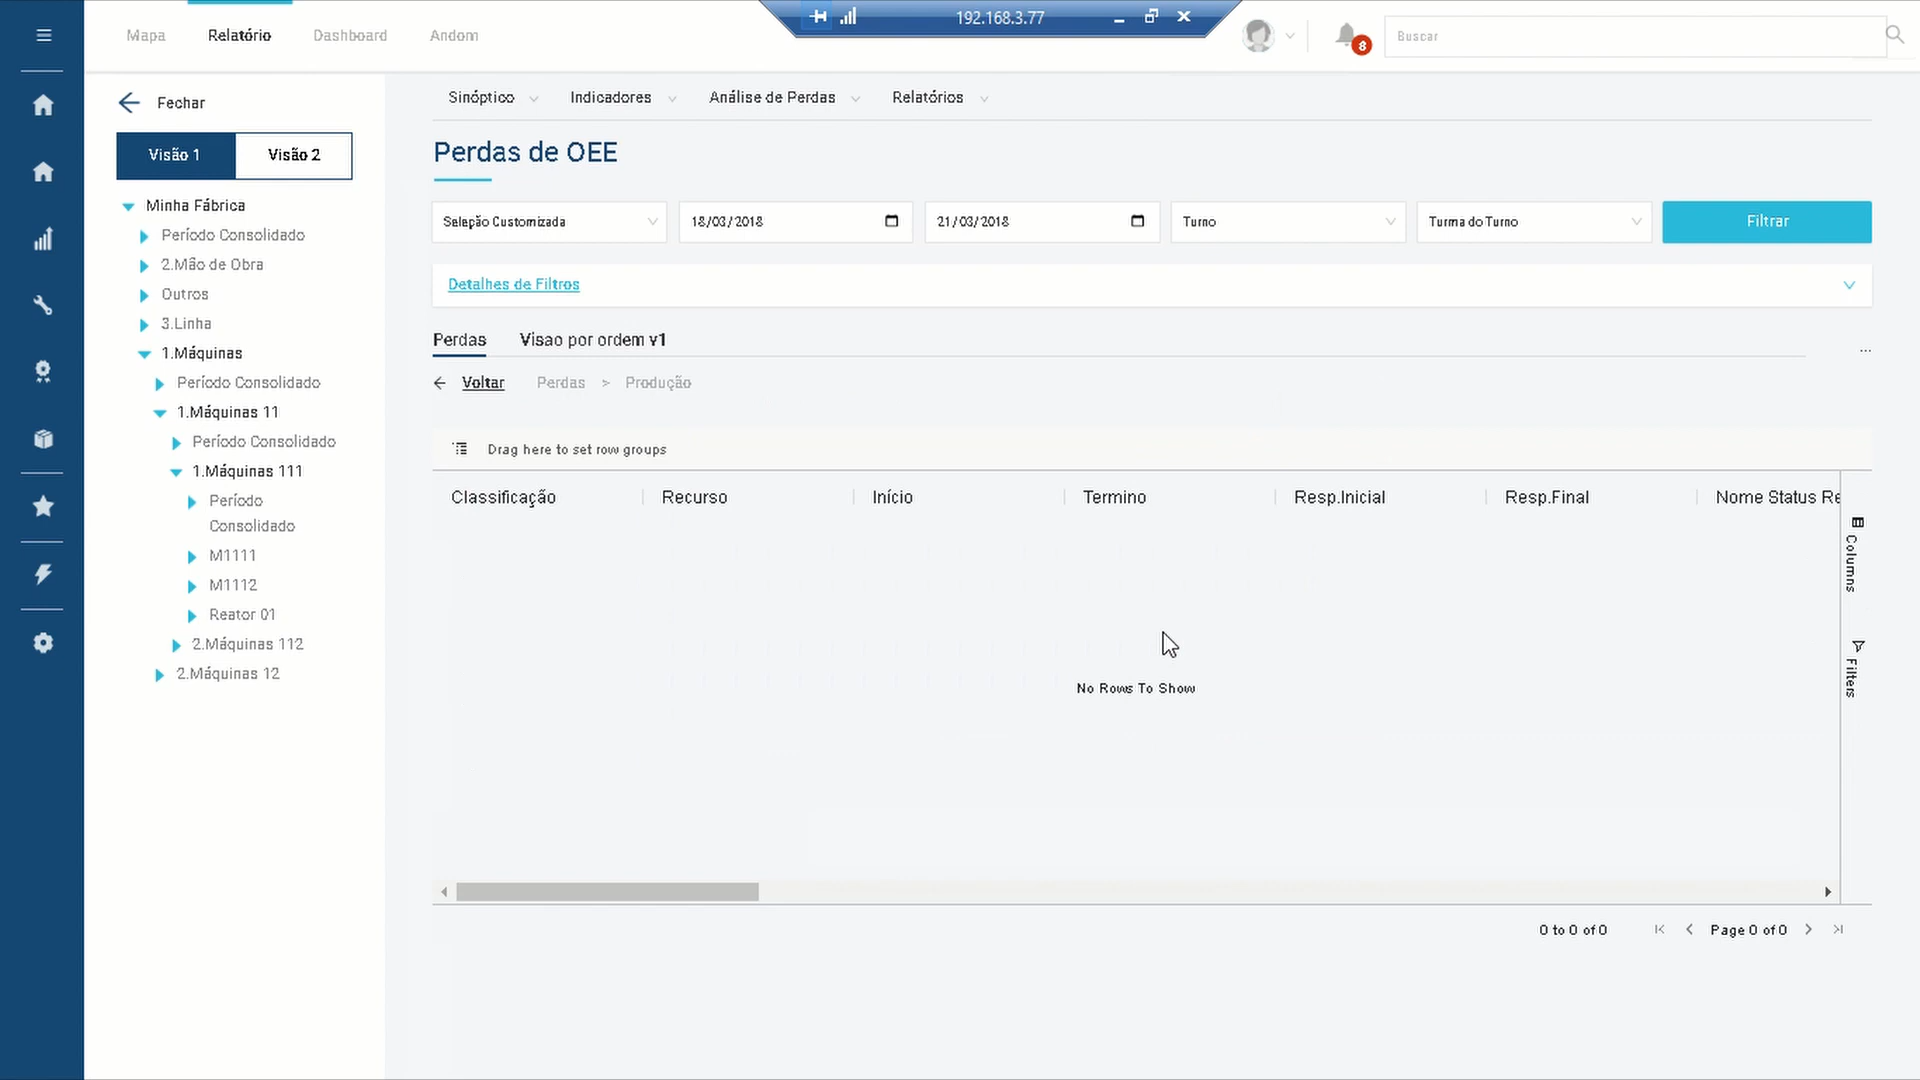 192.168.3.77
Mapa Relatório Dashboard Andom
8
Buscar
Fechar
Visão 1 Visão 2
Minha Fábrica
Período Consolidado
2.Mão de Obra
Outros
3.Linha
1.Máquinas
Período Consolidado
1.Máquinas 11
Período Consolidado
1.Máquinas 111
Período
Consolidado
M1111
M1112
Reator 01
2.Máquinas 112
2.Máquinas 12
Sinóptico Indicadores Análise de Perdas Relatórios
Perdas de OEE
Seleção Customizada 18/03/2018 21/03/2018 Turno Turma do Turno Filtrar
Detalhes de Filtros
Perdas Visao por ordem v1
...
Voltar Perdas > Produção
Drag here to set row groups
Classificação Recurso Início Termino Resp.Inicial Resp.Final Nome Status Re
Columns
Filters
No Rows To Show
0 to 0 of 0 Page 0 of 0